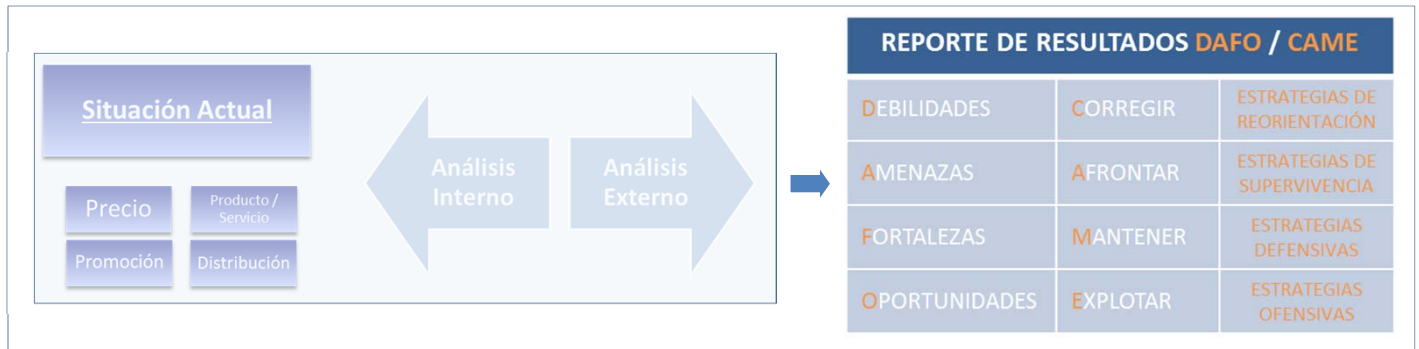 Situación Actual
Precio
Producto /
Servicio
Promoción
Distribución
Análisis
Interno
Análisis
Externo
REPORTE DE RESULTADOS DAFO / CAME
DEBILIDADES
CORREGIR
ESTRATEGIAS DE
REORIENTACIÓN
AMENAZAS
AFRONTAR
ESTRATEGIAS DE
SUPERVIVENCIA
FORTALEZAS
MANTENER
ESTRATEGIAS
DEFENSIVAS
OPORTUNIDADES
EXPLOTAR
ESTRATEGIAS
OFENSIVAS